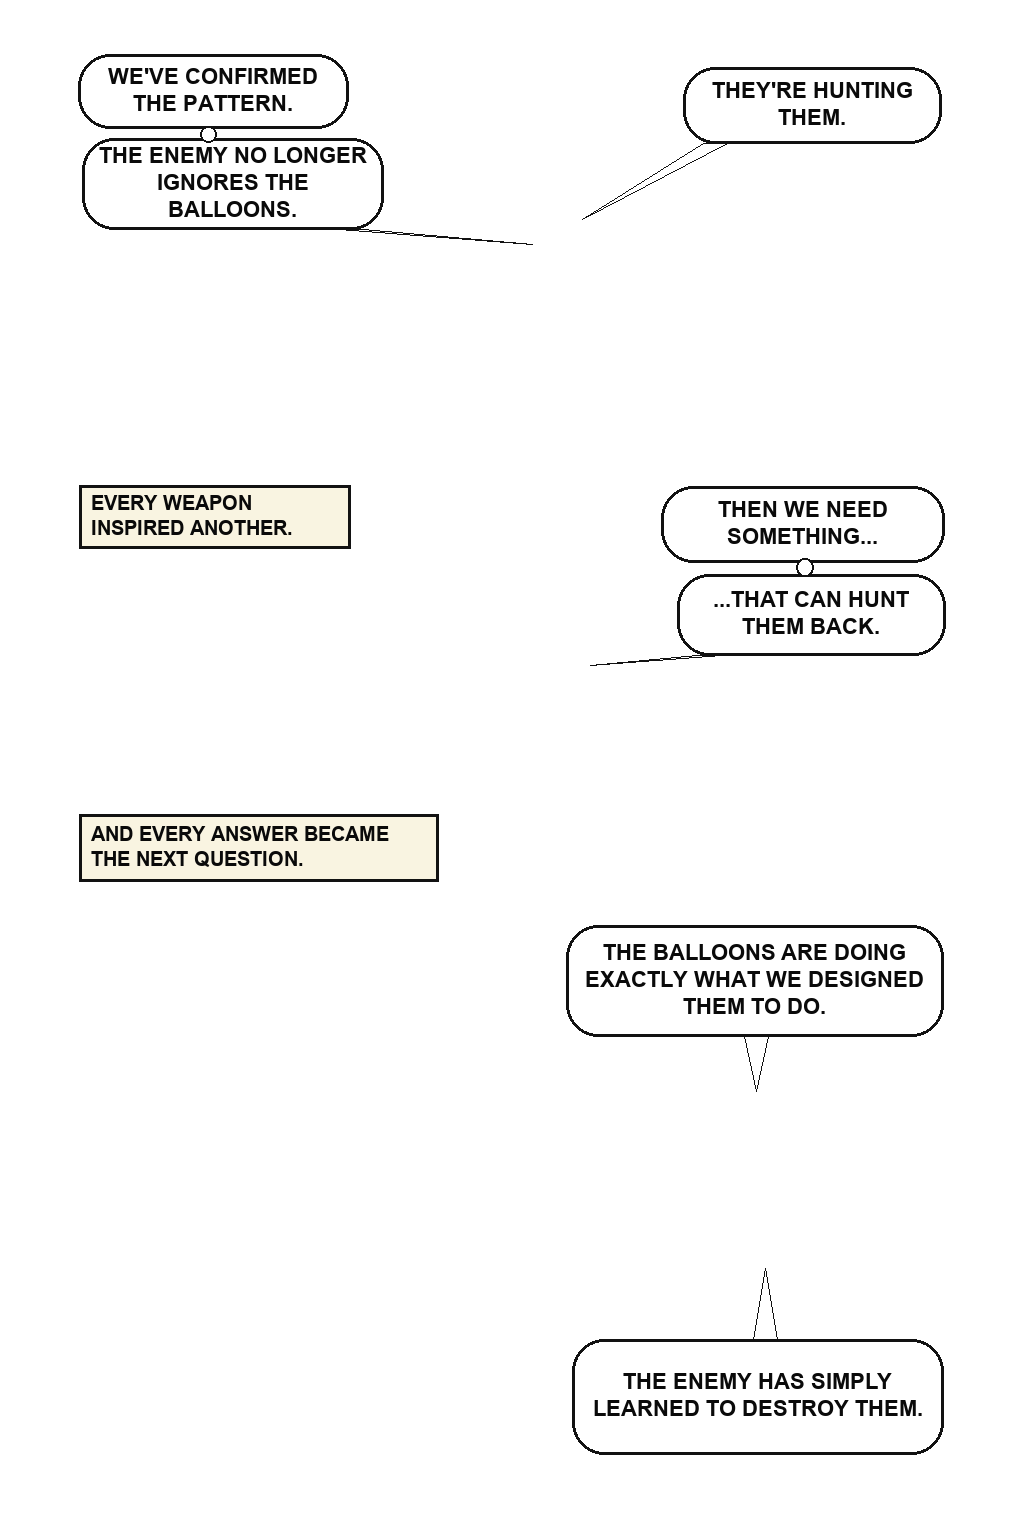 WE'VE CONFIRMED
THE PATTERN.
THE ENEMY NO LONGER
IGNORES THE
BALLOONS.
THEY'RE HUNTING
THEM.
EVERY WEAPON
INSPIRED ANOTHER.
THEN WE NEED
SOMETHING...
...THAT CAN HUNT
THEM BACK.
AND EVERY ANSWER BECAME
THE NEXT QUESTION.
THE BALLOONS ARE DOING
EXACTLY WHAT WE DESIGNED
THEM TO DO.
THE ENEMY HAS SIMPLY
LEARNED TO DESTROY THEM.